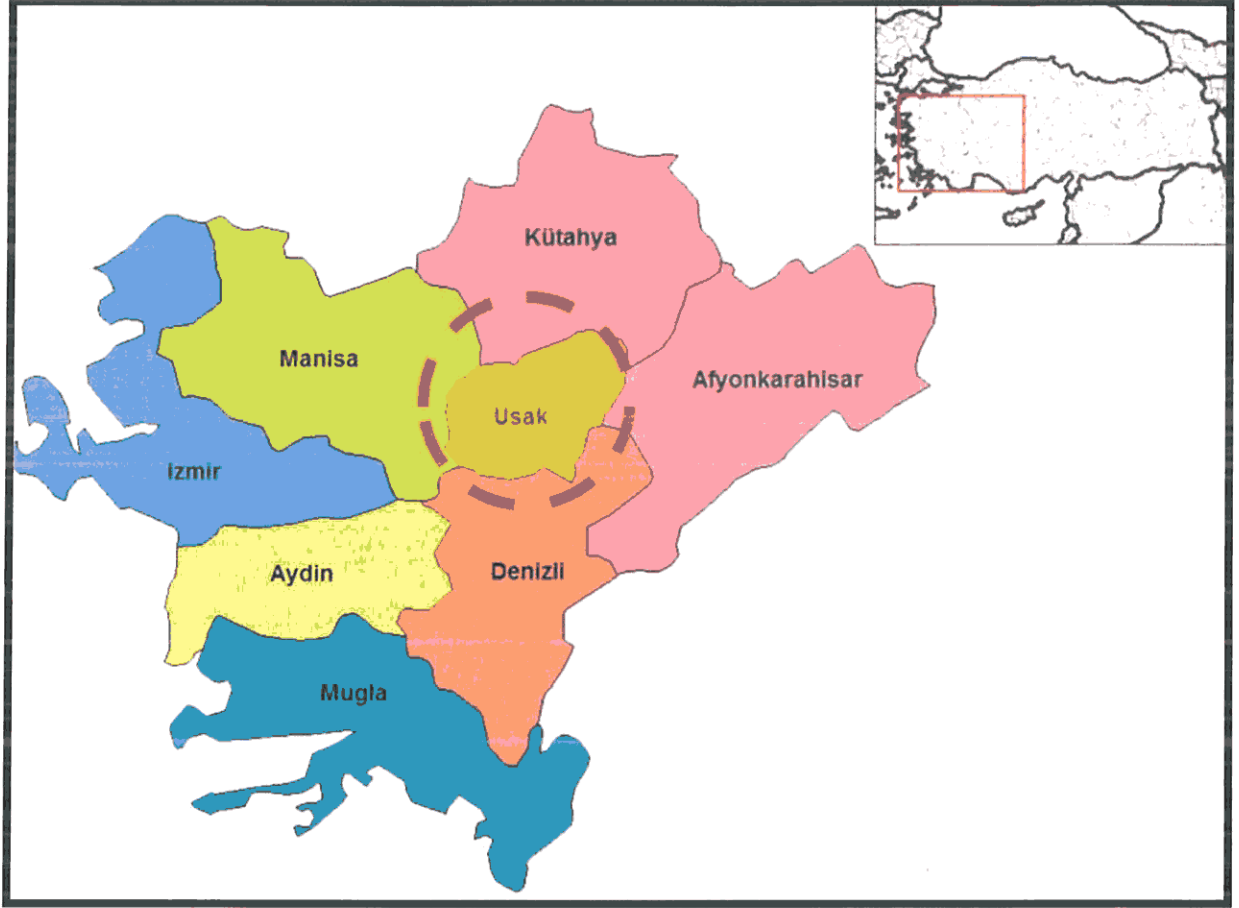 Kütahya
Manisa
Afyonkarahisar
Usak
izmir
Aydin
Denizli
Mugla